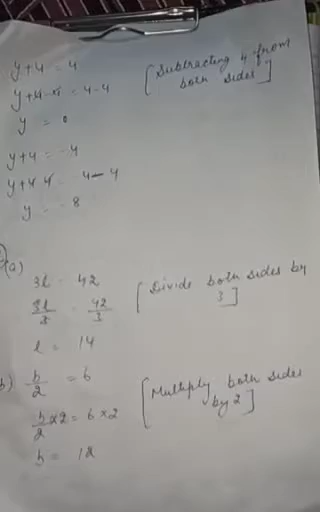 y+4 = 4
y+4-4 = 4-4 [Subtracting 4 from both sides]
y = 0
y+4 = -4
y+4 4 = -4-4
y = -8
(a)
3l = 42
3l/3 = 42/3 [Divide both sides by 3]
l = 14
b) b/2 = 6
b/2 ×2 = 6×2 [Multiply both sides by 2]
b = 12